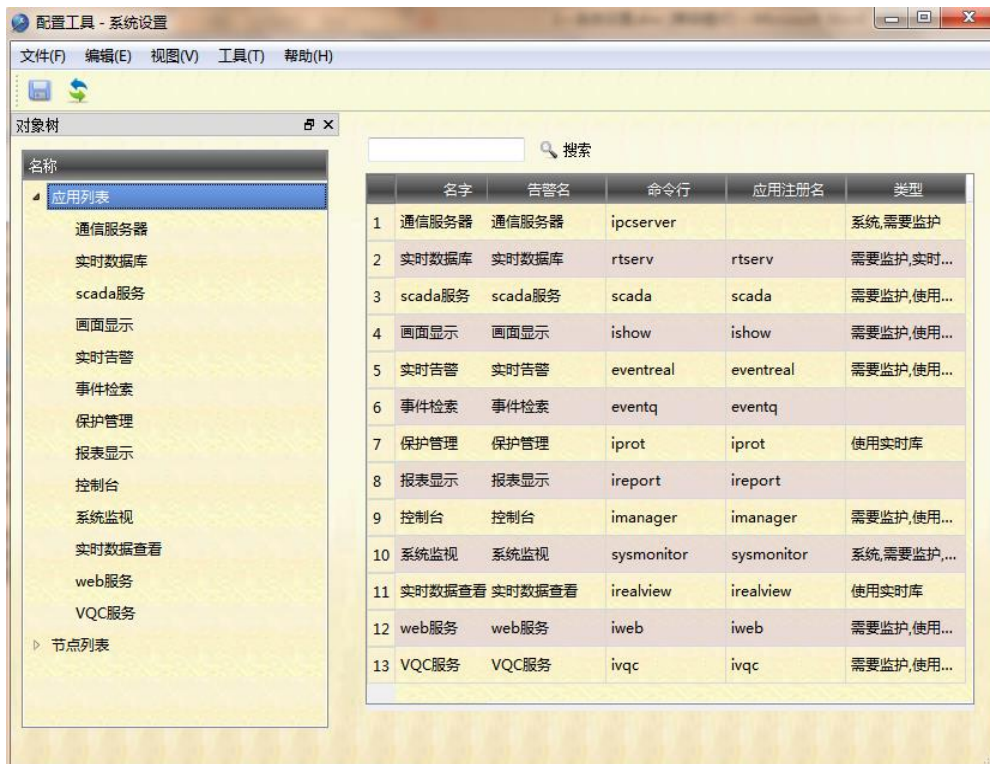 配置工具 - 系统设置
文件(F) 编辑(E) 视图(V) 工具(T) 帮助(H)
对象树
名称
应用列表
通信服务器
实时数据库
scada服务
画面显示
实时告警
事件检索
保护管理
报表显示
控制台
系统监视
实时数据查看
web服务
VQC服务
节点列表
搜索
名字 告警名 命令行 应用注册名 类型
1 通信服务器 通信服务器 ipcserver 系统,需要监护
2 实时数据库 实时数据库 rtserv rtserv 需要监护,实时...
3 scada服务 scada服务 scada scada 需要监护,使用...
4 画面显示 画面显示 ishow ishow 需要监护,使用...
5 实时告警 实时告警 eventreal eventreal 需要监护,使用...
6 事件检索 事件检索 eventq eventq
7 保护管理 保护管理 iprot iprot 使用实时库
8 报表显示 报表显示 ireport ireport
9 控制台 控制台 imanager imanager 需要监护,使用...
10 系统监视 系统监视 sysmonitor sysmonitor 系统,需要监护,...
11 实时数据查看 实时数据查看 irealview irealview 使用实时库
12 web服务 web服务 iweb iweb 需要监护,使用...
13 VQC服务 VQC服务 ivqc ivqc 需要监护,使用...